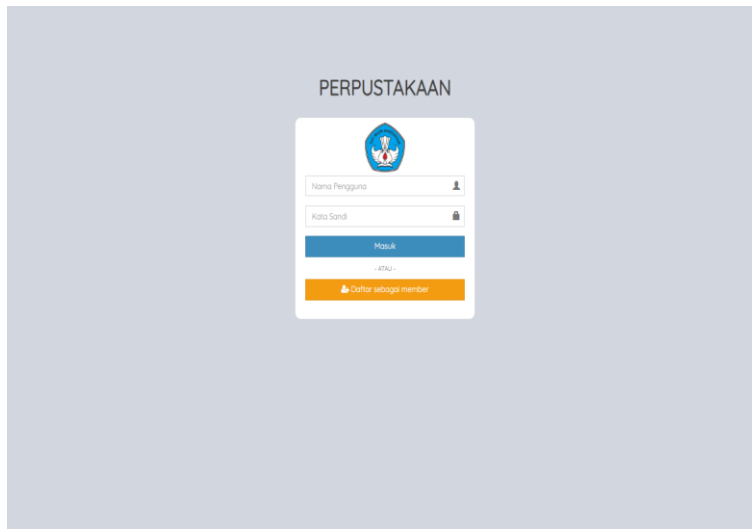 PERPUSTAKAAN
Nama Pengguna
Kata Sandi
Masuk
- ATAU -
Daftar sebagai member